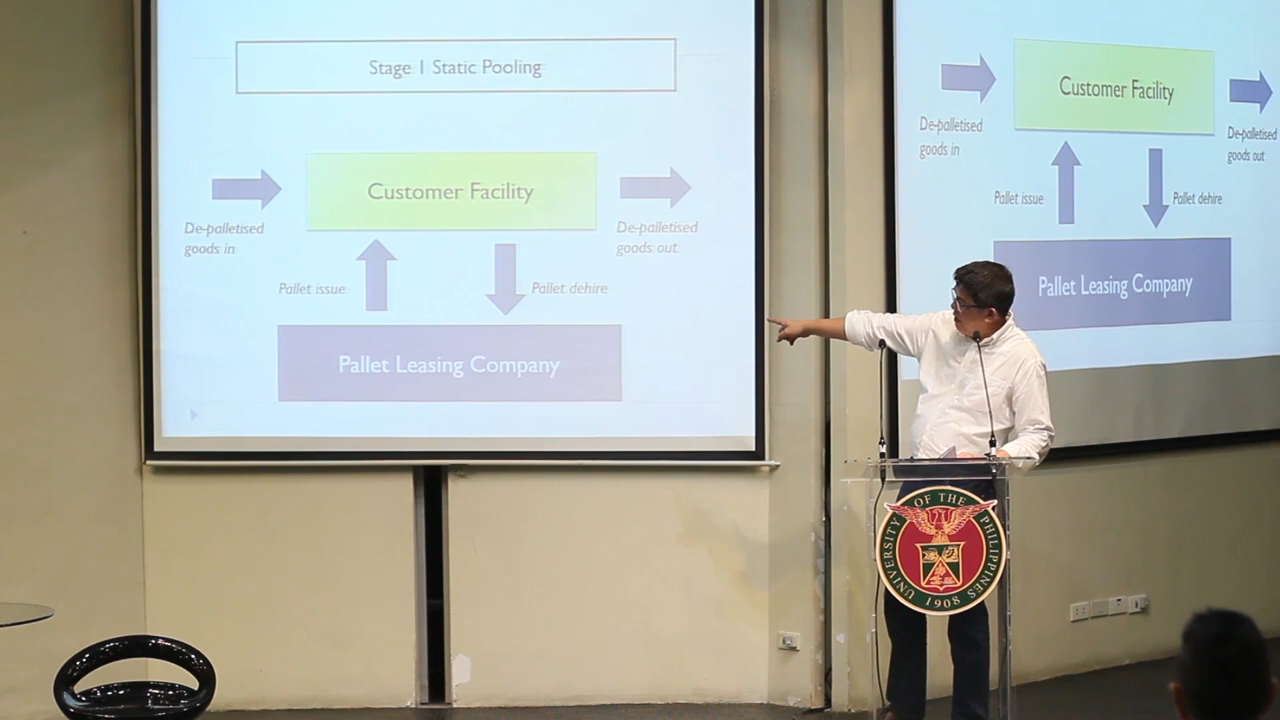 Stage 1 Static Pooling
Customer Facility
De-palletised
goods in
De-palletised
goods out
Pallet issue
Pallet dehire
Pallet Leasing Company
Customer Facility
De-palletised
goods in
De-palletised
goods out
Pallet issue
Pallet dehire
Pallet Leasing Company
UNIVERSITY OF THE PHILIPPINES
1908